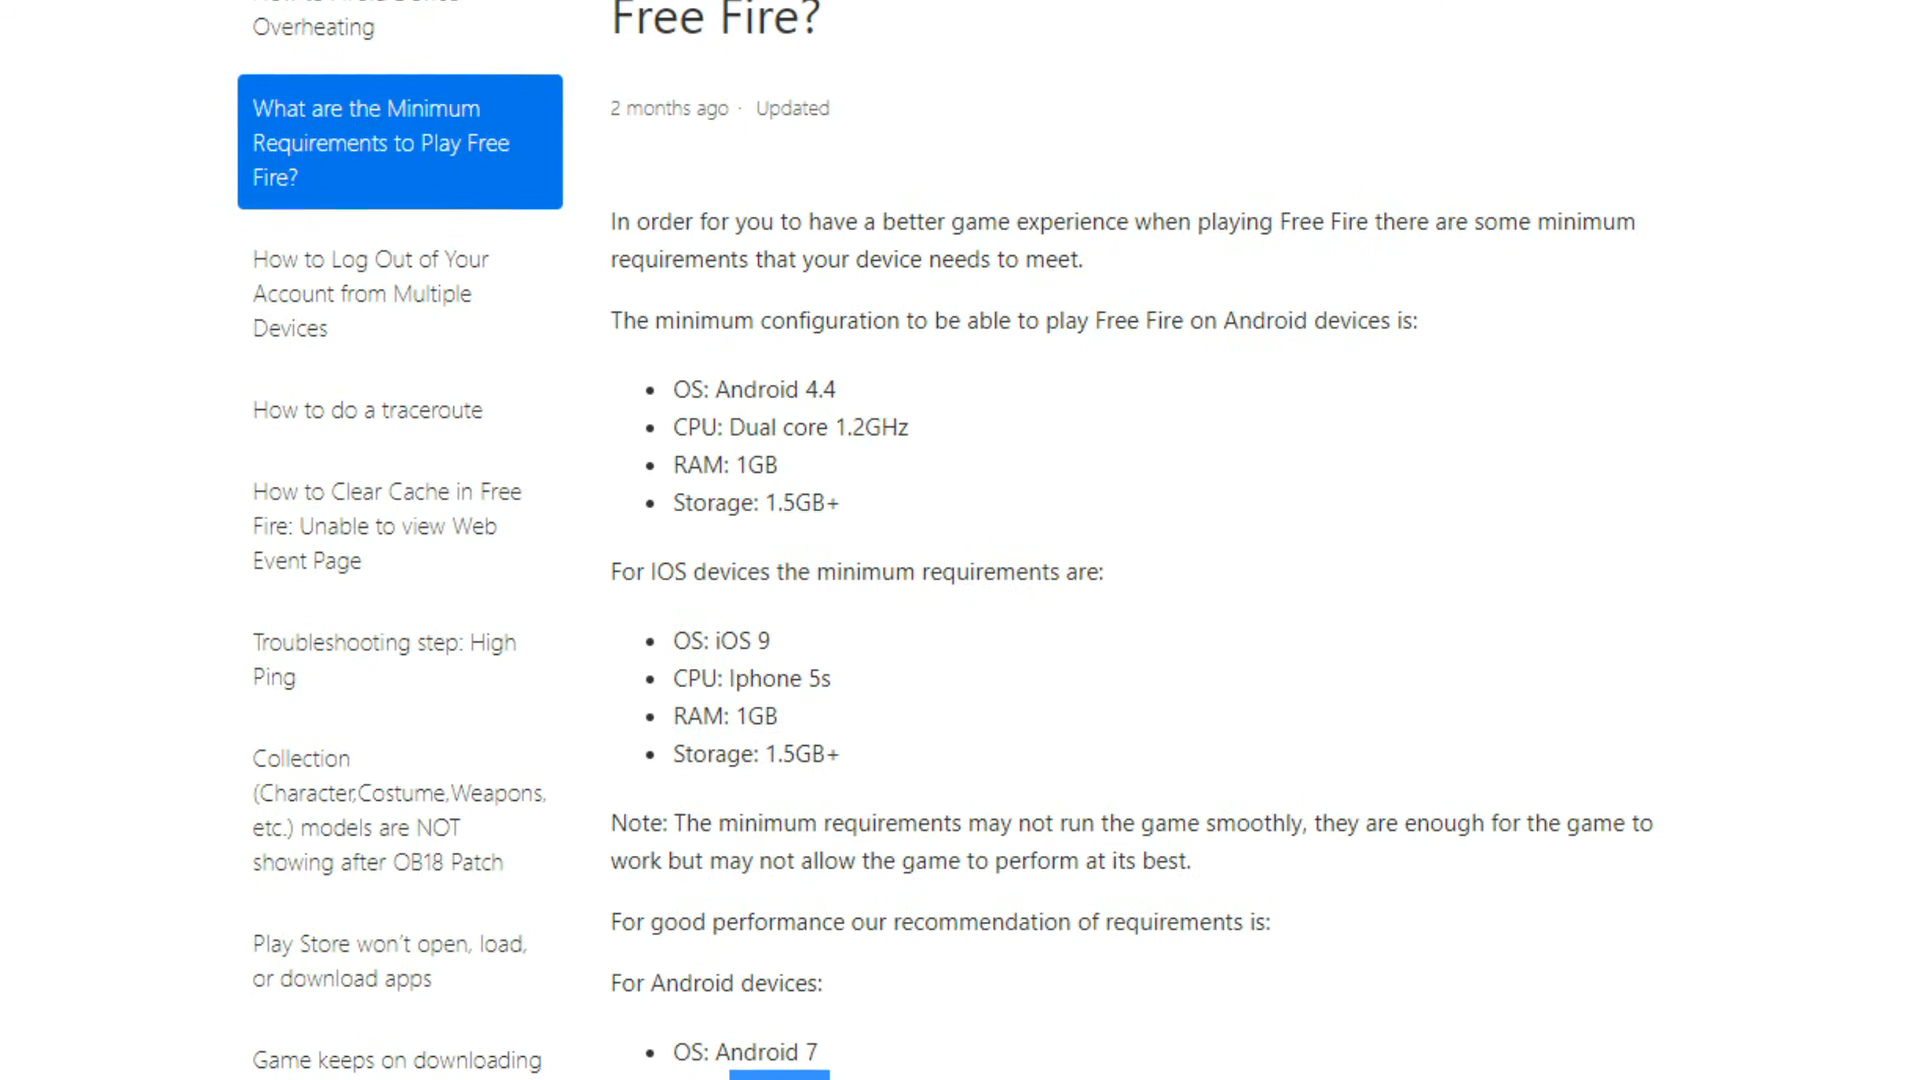 Overheating
What are the Minimum
Requirements to Play Free
Fire?
How to Log Out of Your
Account from Multiple
Devices
How to do a traceroute
How to Clear Cache in Free
Fire: Unable to view Web
Event Page
Troubleshooting step: High
Ping
Collection
(Character,Costume,Weapons,
etc.) models are NOT
showing after OB18 Patch
Play Store won't open, load,
or download apps
Game keeps on downloading
Free Fire?
2 months ago · Updated
In order for you to have a better game experience when playing Free Fire there are some minimum
requirements that your device needs to meet.
The minimum configuration to be able to play Free Fire on Android devices is:
• OS: Android 4.4
• CPU: Dual core 1.2GHz
• RAM: 1GB
• Storage: 1.5GB+
For IOS devices the minimum requirements are:
• OS: iOS 9
• CPU: Iphone 5s
• RAM: 1GB
• Storage: 1.5GB+
Note: The minimum requirements may not run the game smoothly, they are enough for the game to
work but may not allow the game to perform at its best.
For good performance our recommendation of requirements is:
For Android devices:
• OS: Android 7